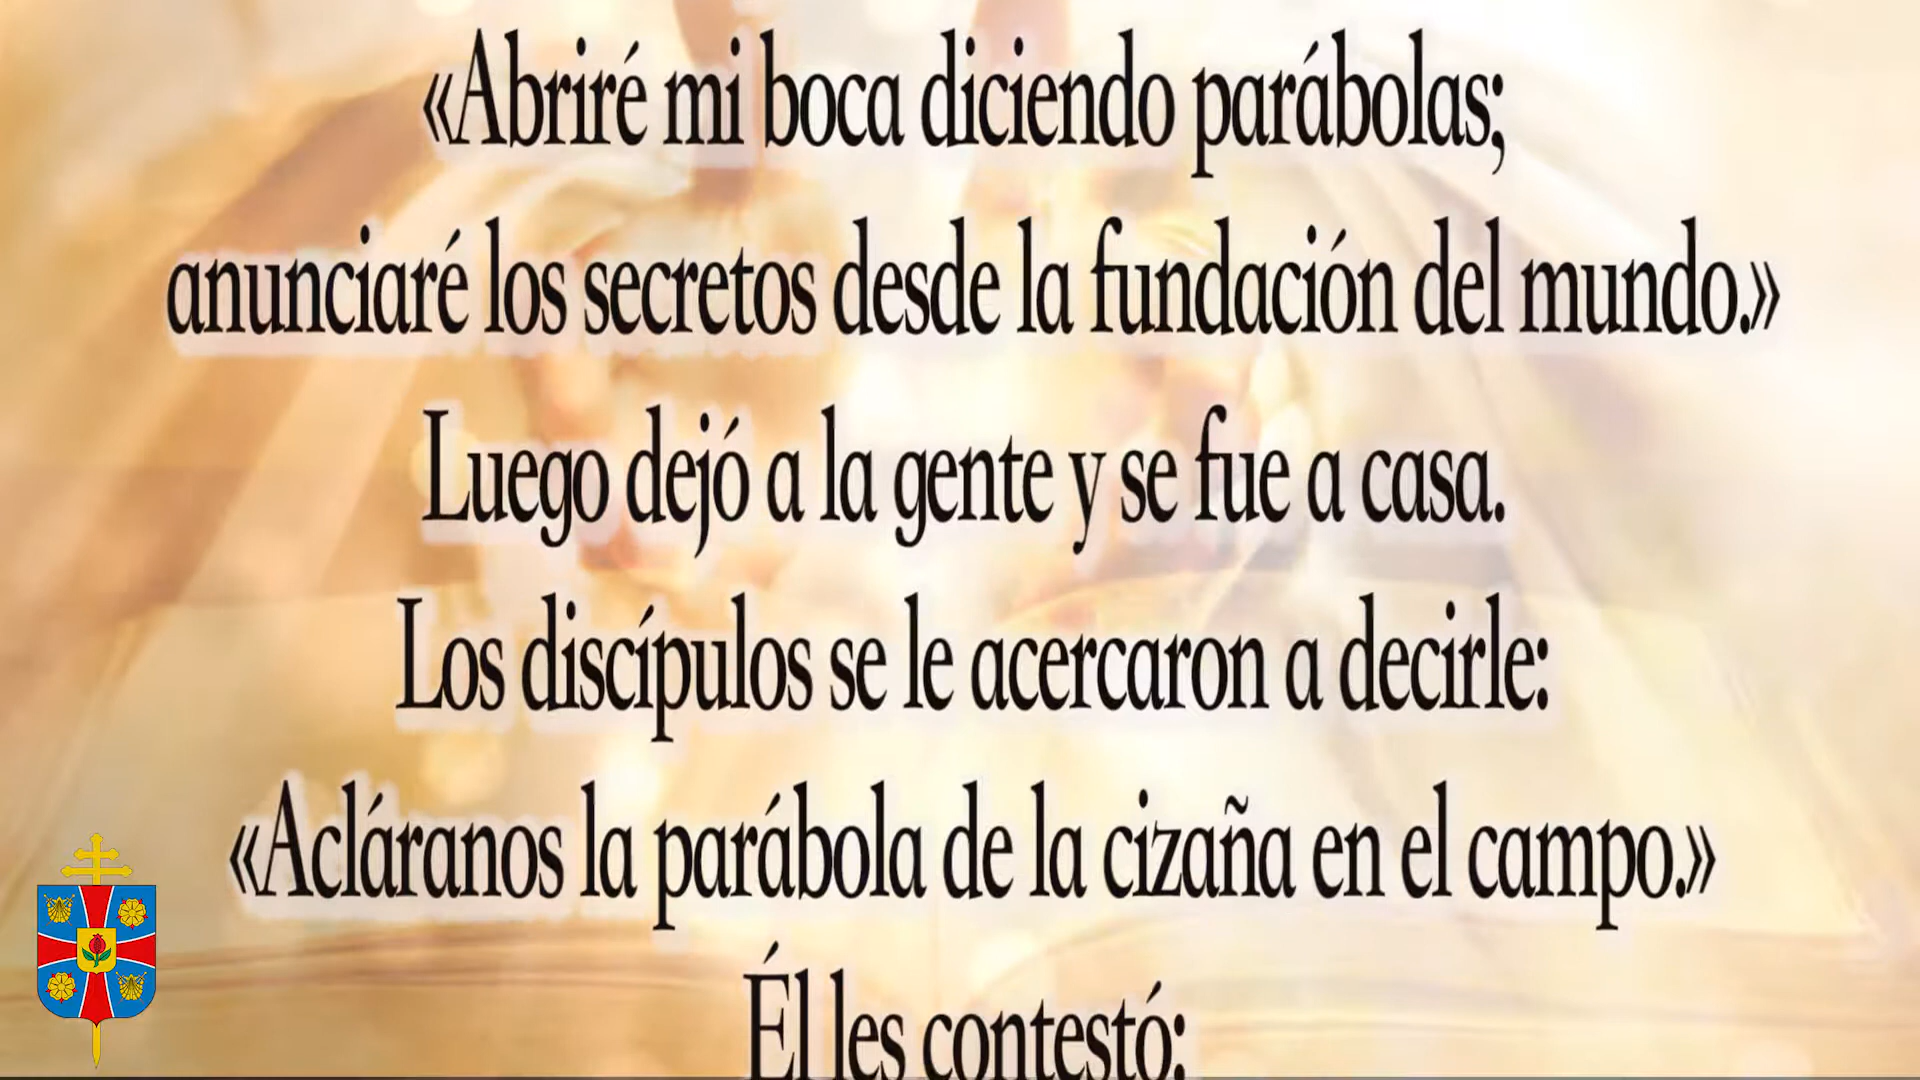 «Abriré mi boca diciendo parábolas;
anunciaré los secretos desde la fundación del mundo.»
Luego dejó a la gente y se fue a casa.
Los discípulos se le acercaron a decirle:
«Acláranos la parábola de la cizaña en el campo.»
Él les contestó: